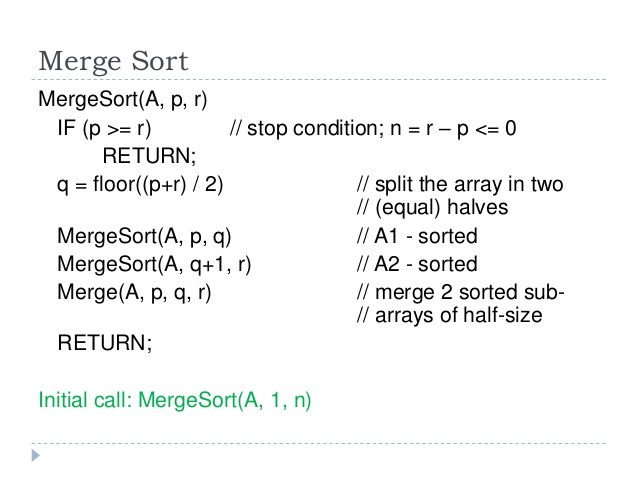 Merge Sort
MergeSort(A, p, r)
IF (p >= r) // stop condition; n = r – p <= 0
RETURN;
q = floor((p+r) / 2) // split the array in two
// (equal) halves
MergeSort(A, p, q) // A1 - sorted
MergeSort(A, q+1, r) // A2 - sorted
Merge(A, p, q, r) // merge 2 sorted sub-
// arrays of half-size
RETURN;
Initial call: MergeSort(A, 1, n)